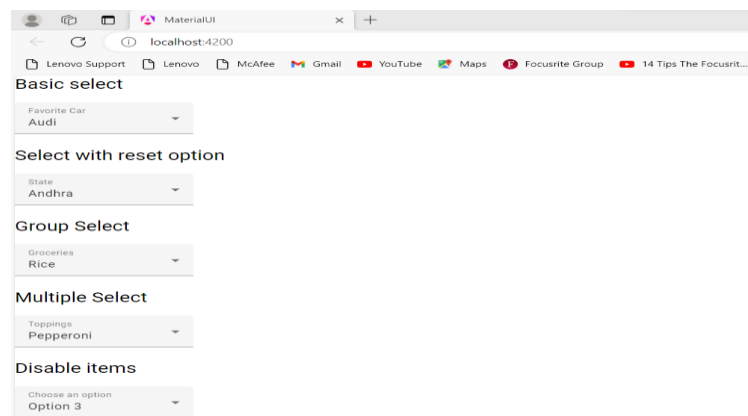 MaterialUI
localhost:4200
Lenovo Support Lenovo McAfee Gmail YouTube Maps Focusrite Group 14 Tips The Focusrit...
Basic select
Favorite Car
Audi
Select with reset option
State
Andhra
Group Select
Groceries
Rice
Multiple Select
Toppings
Pepperoni
Disable items
Choose an option
Option 3